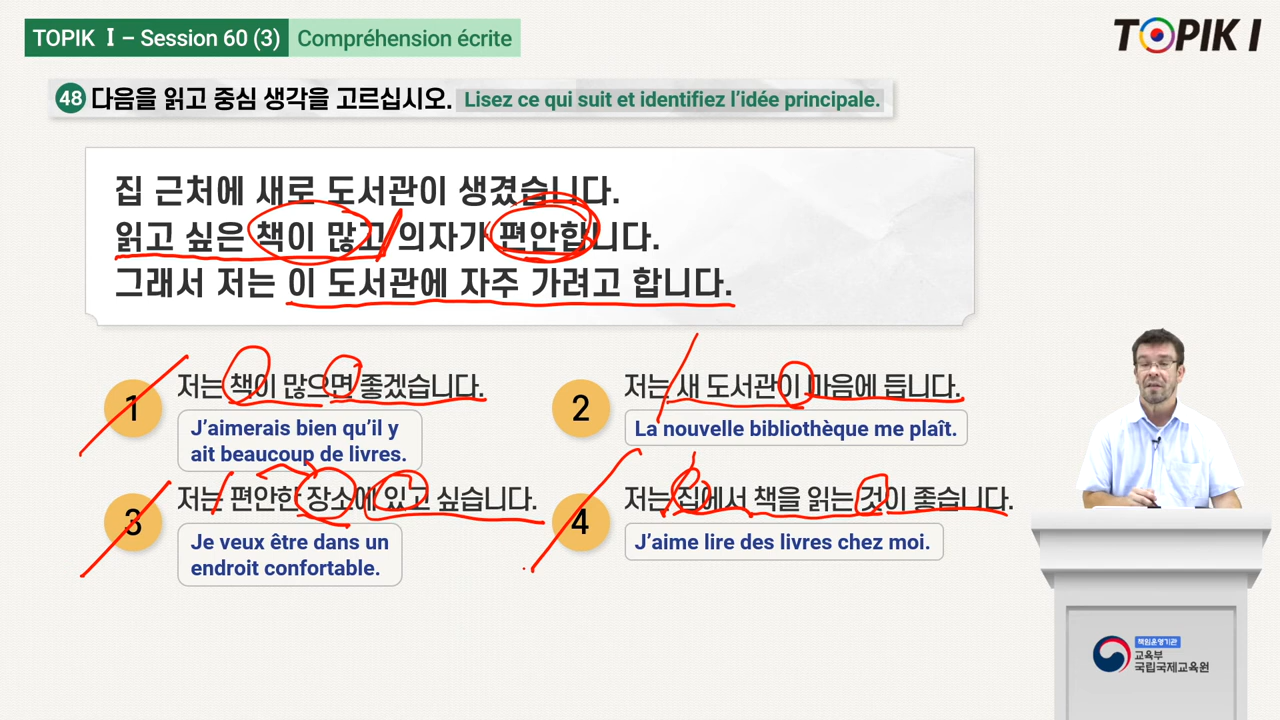 TOPIK Ⅰ – Session 60 (3) Compréhension écrite
TOPIK I
48 다음을 읽고 중심 생각을 고르십시오. Lisez ce qui suit et identifiez l’idée principale.
집 근처에 새로 도서관이 생겼습니다.
읽고 싶은 책이 많고 의자가 편안합니다.
그래서 저는 이 도서관에 자주 가려고 합니다.
1 저는 책이 많으면 좋겠습니다.
J’aimerais bien qu’il y
ait beaucoup de livres.
2 저는 새 도서관이 마음에 듭니다.
La nouvelle bibliothèque me plaît.
3 저는 편안한 장소에 있고 싶습니다.
Je veux être dans un
endroit confortable.
4 저는 집에서 책을 읽는 것이 좋습니다.
J’aime lire des livres chez moi.
책임운영기관
교육부
국립국제교육원